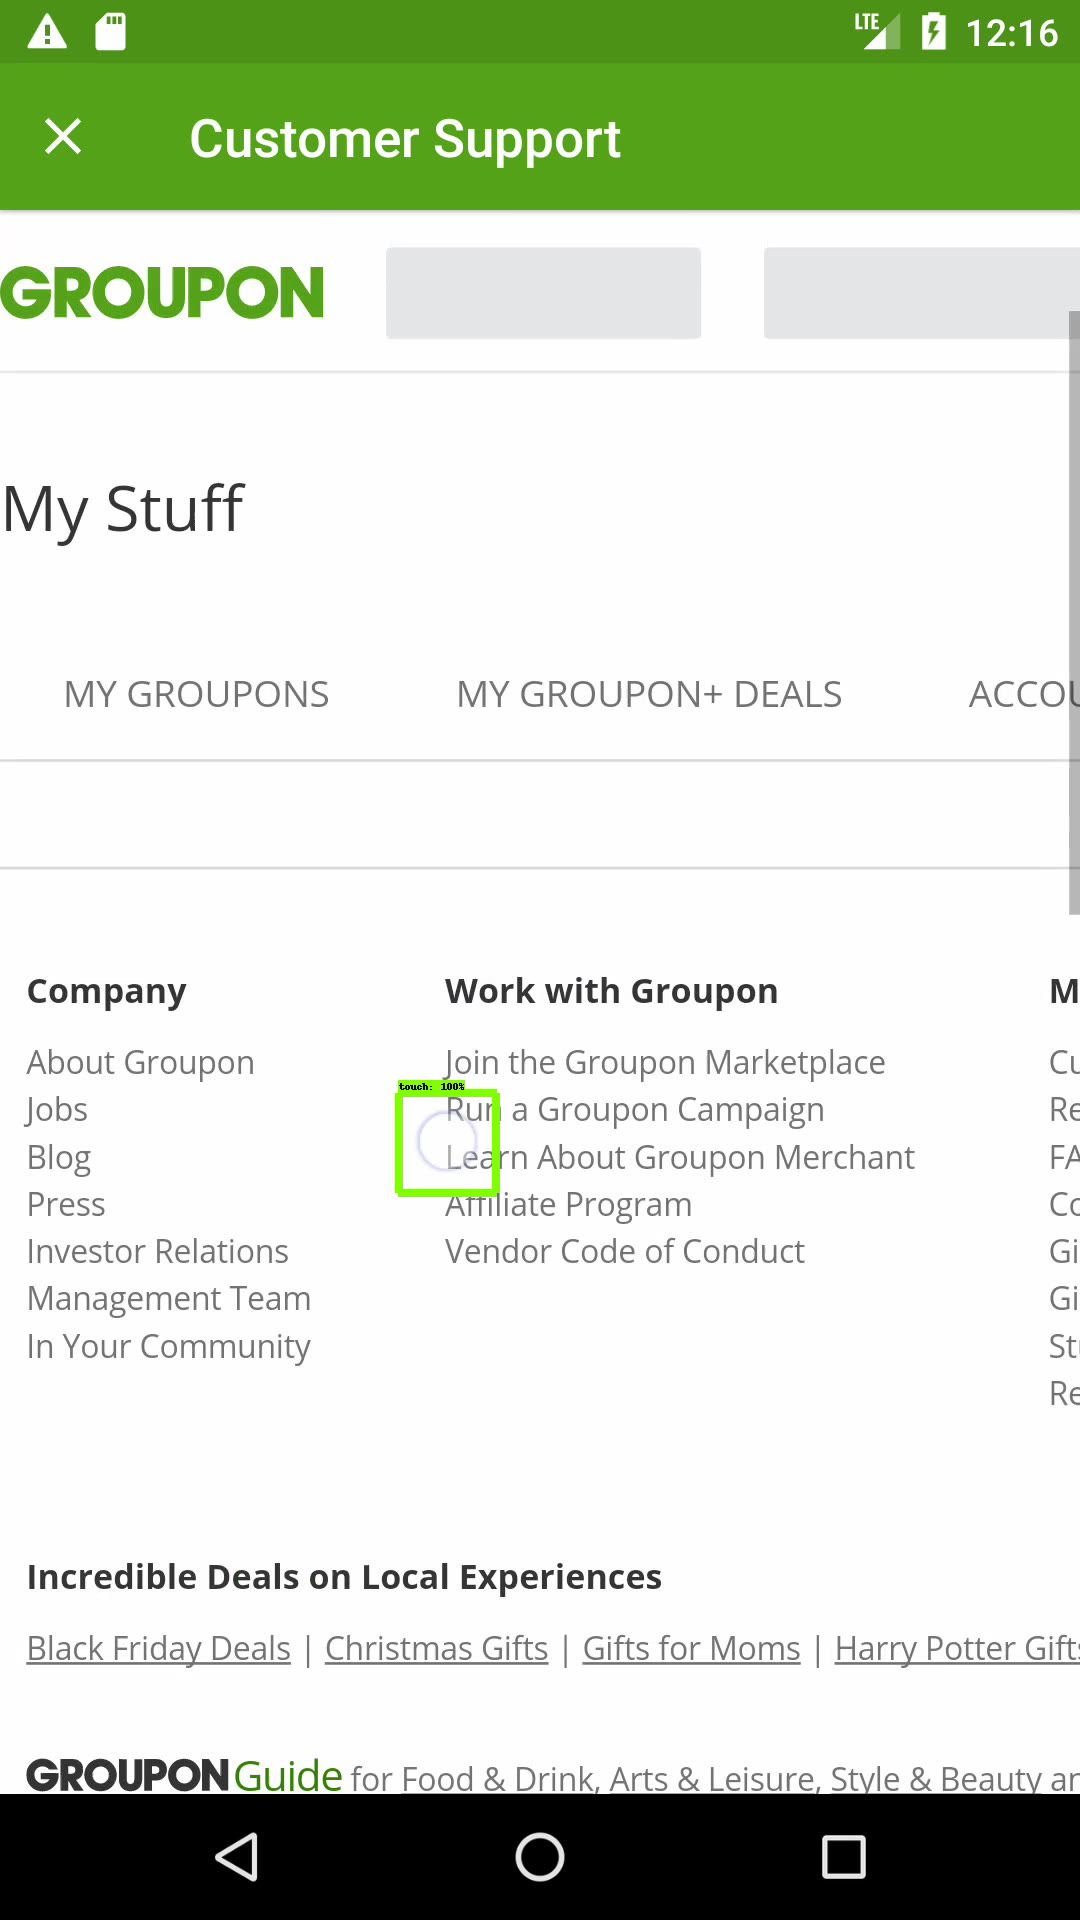 LTE 12:16
Customer Support
GROUPON
My Stuff
MY GROUPONS MY GROUPON+ DEALS ACCOU
Company
About Groupon
Jobs
Blog
Press
Investor Relations
Management Team
In Your Community
Work with Groupon
Join the Groupon Marketplace
touch: 100%
Run a Groupon Campaign
Learn About Groupon Merchant
Affiliate Program
Vendor Code of Conduct
M
Cu
Re
FA
Co
Gi
Gi
Stu
Re
Incredible Deals on Local Experiences
Black Friday Deals | Christmas Gifts | Gifts for Moms | Harry Potter Gifts
GROUPON Guide for Food & Drink, Arts & Leisure, Style & Beauty an